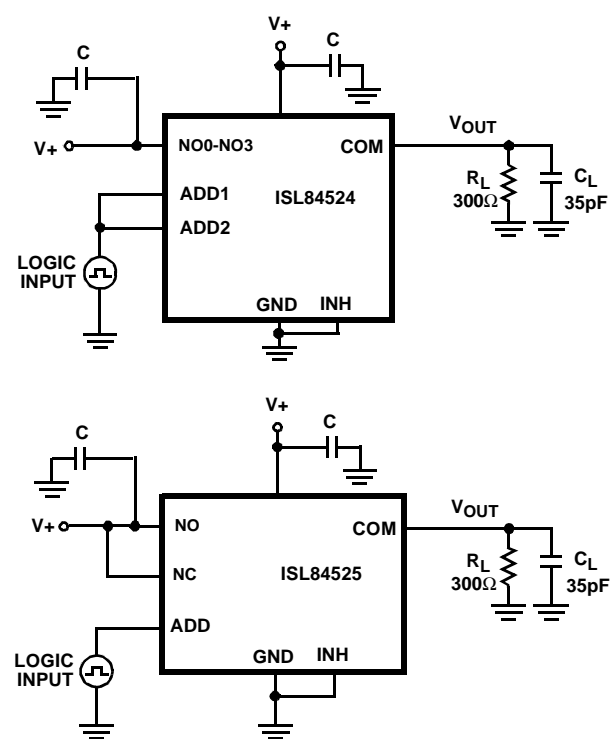 V+
C
C
V+
NO0-NO3
COM
VOUT
ADD1
ISL84524
RL
300Ω
CL
35pF
ADD2
LOGIC
INPUT
GND
INH
V+
C
C
V+
NO
COM
VOUT
NC
ISL84525
RL
300Ω
CL
35pF
ADD
LOGIC
INPUT
GND
INH